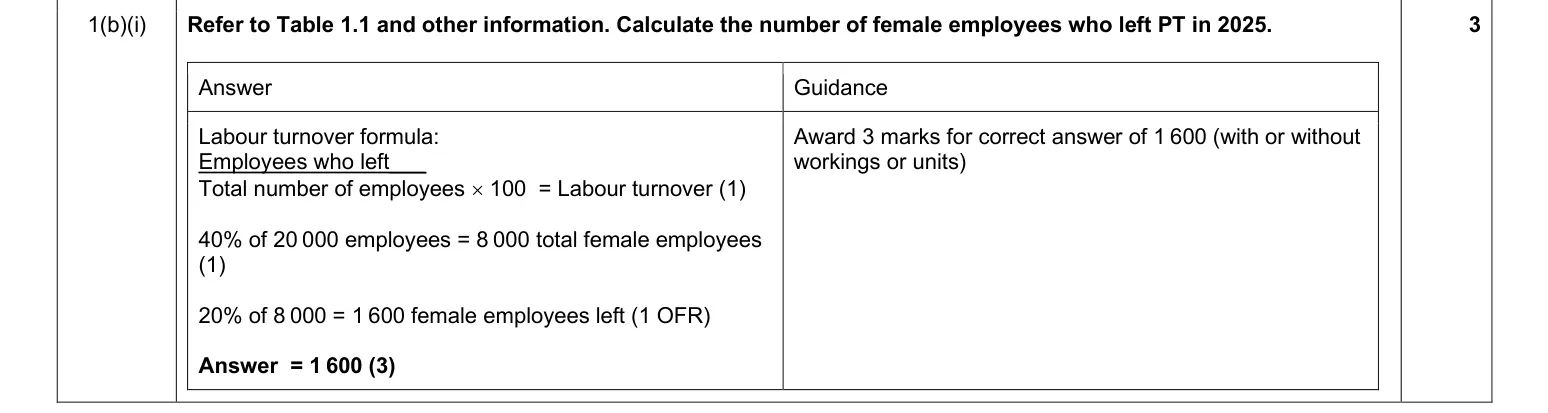 1(b)(i) Refer to Table 1.1 and other information. Calculate the number of female employees who left PT in 2025. 3
Answer Guidance
Labour turnover formula:
Employees who left
Total number of employees × 100 = Labour turnover (1)
40% of 20 000 employees = 8 000 total female employees
(1)
20% of 8 000 = 1 600 female employees left (1 OFR)
Answer = 1 600 (3)
Award 3 marks for correct answer of 1 600 (with or without
workings or units)